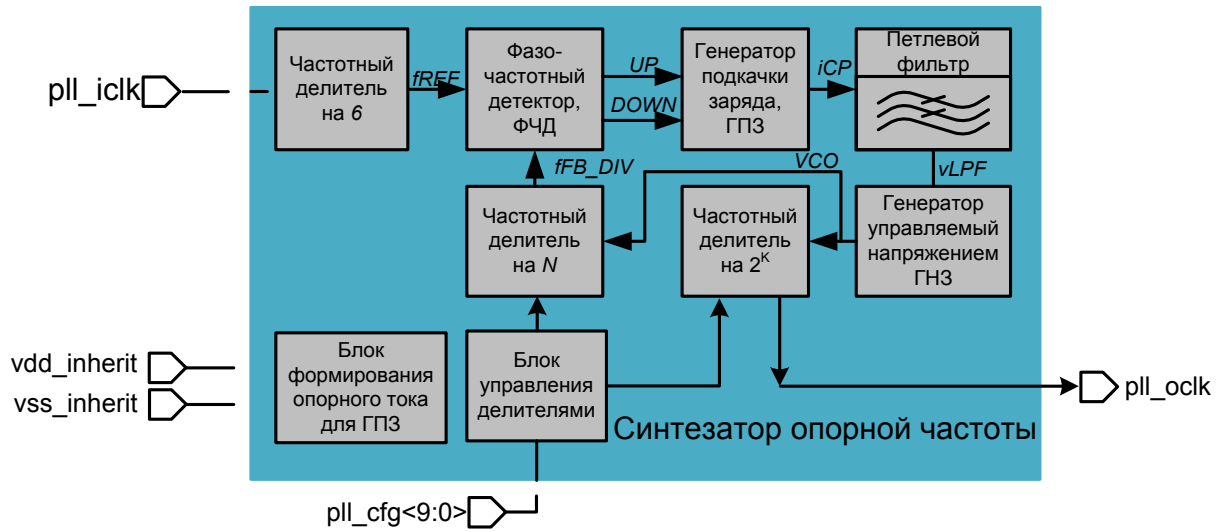 pll_iclk
Частотный
делитель
на 6
fREF
Фазо-
частотный
детектор,
ФЧД
UP
DOWN
Генератор
подкачки
заряда,
ГПЗ
iCP
Петлевой
фильтр
fFB_DIV
VCO
vLPF
Частотный
делитель
на N
Частотный
делитель
на 2^K
Генератор
управляемый
напряжением
ГНЗ
vdd_inherit
vss_inherit
Блок
формирования
опорного тока
для ГПЗ
Блок
управления
делителями
pll_oclk
Синтезатор опорной частоты
pll_cfg<9:0>